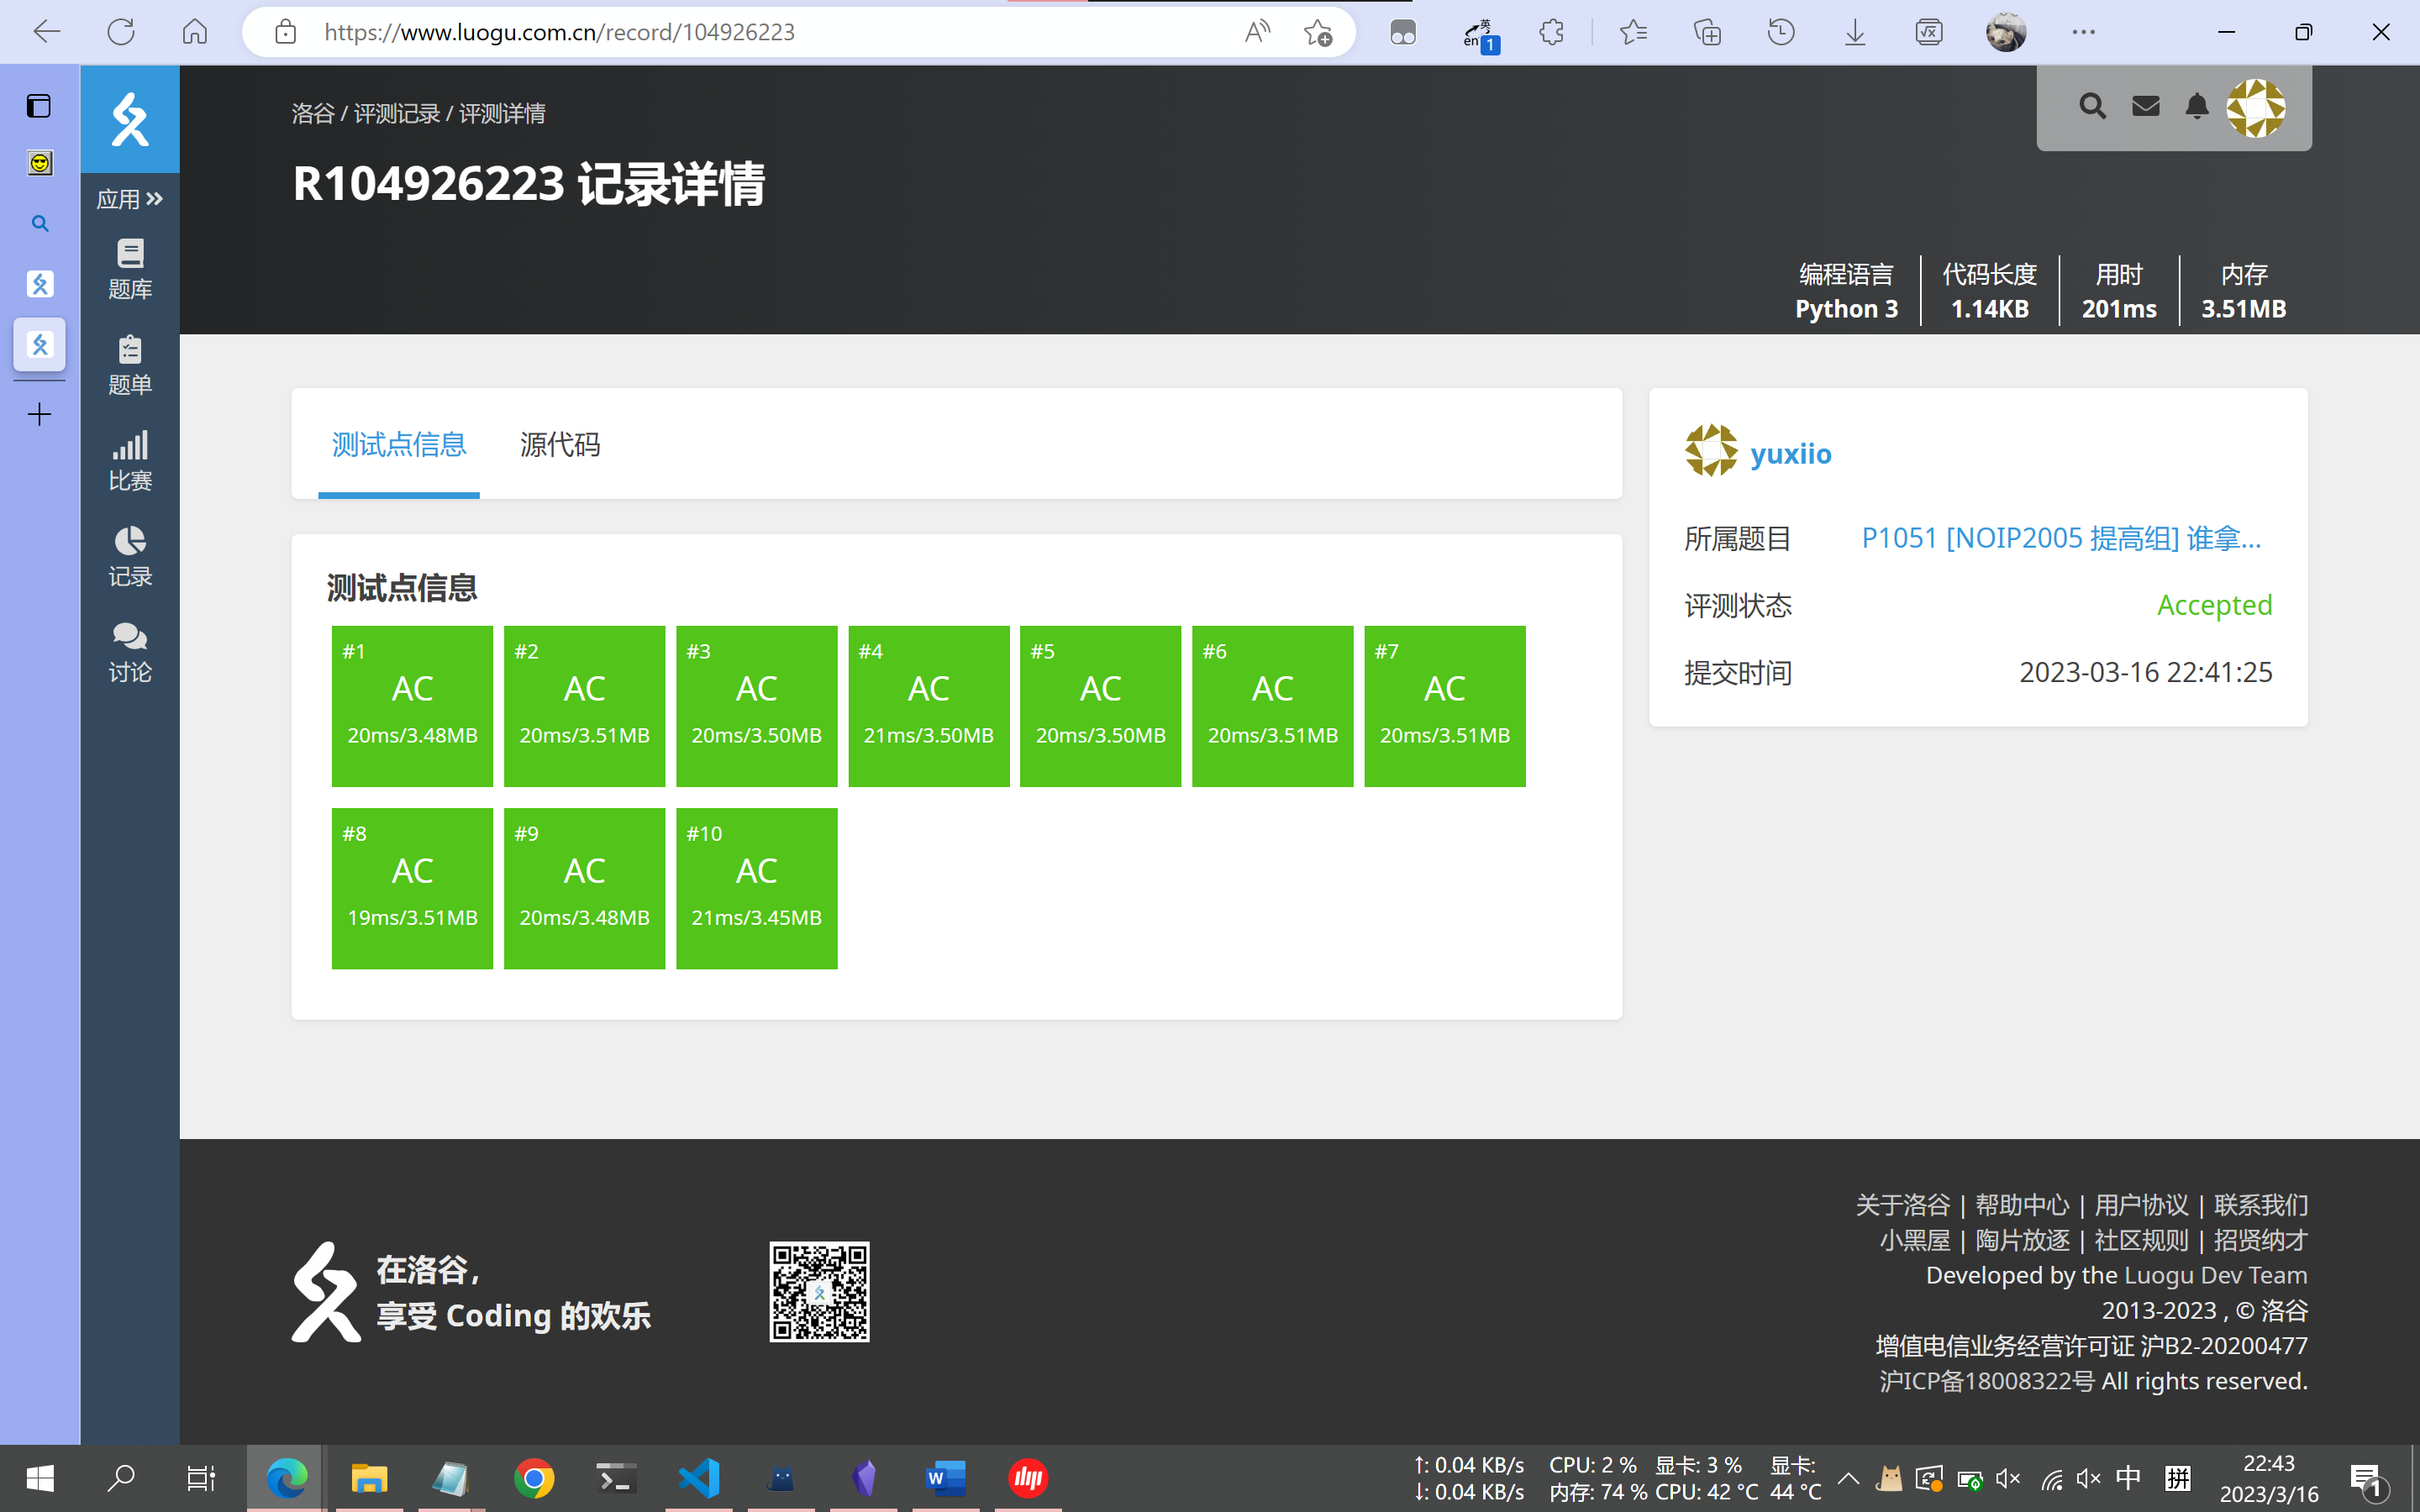 https://www.luogu.com.cn/record/104926223
英
en
1
洛谷 / 评测记录 / 评测详情
R104926223 记录详情
应用
题库
题单
比赛
记录
讨论
编程语言
Python 3
代码长度
1.14KB
用时
201ms
内存
3.51MB
测试点信息
源代码
测试点信息
#1
AC
20ms/3.48MB
#2
AC
20ms/3.51MB
#3
AC
20ms/3.50MB
#4
AC
21ms/3.50MB
#5
AC
20ms/3.50MB
#6
AC
20ms/3.51MB
#7
AC
20ms/3.51MB
#8
AC
19ms/3.51MB
#9
AC
20ms/3.48MB
#10
AC
21ms/3.45MB
yuxiio
所属题目 P1051 [NOIP2005 提高组] 谁拿...
评测状态 Accepted
提交时间 2023-03-16 22:41:25
在洛谷，
享受 Coding 的欢乐
关于洛谷 | 帮助中心 | 用户协议 | 联系我们
小黑屋 | 陶片放逐 | 社区规则 | 招贤纳才
Developed by the Luogu Dev Team
2013-2023 , © 洛谷
增值电信业务经营许可证 沪B2-20200477
沪ICP备18008322号 All rights reserved.
↑: 0.04 KB/s CPU: 2 % 显卡: 3 % 显卡:
↓: 0.04 KB/s 内存: 74 % CPU: 42 °C 44 °C
中
拼
22:43
2023/3/16
1